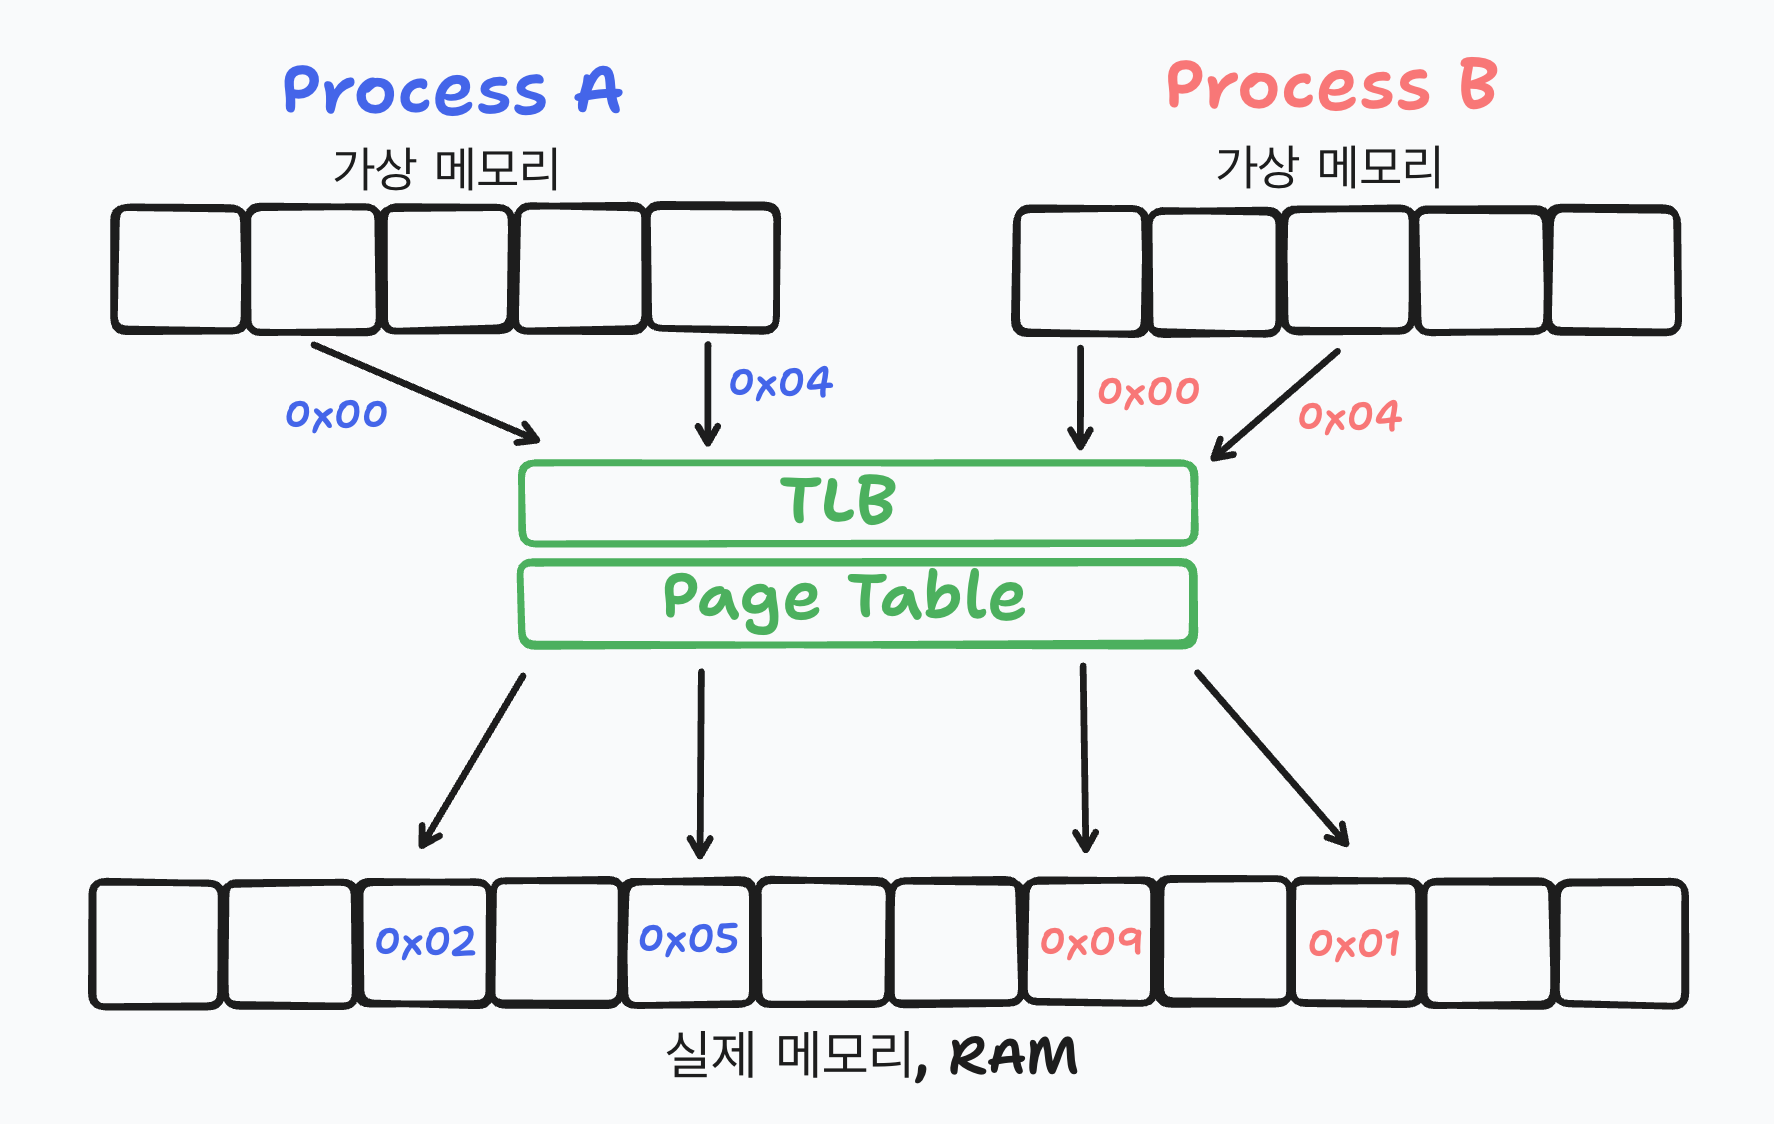 Process A
Process B
가상 메모리
가상 메모리
0x00
0x04
0x00
0x04
TLB
Page Table
0x02
0x05
0x09
0x01
실제 메모리, RAM